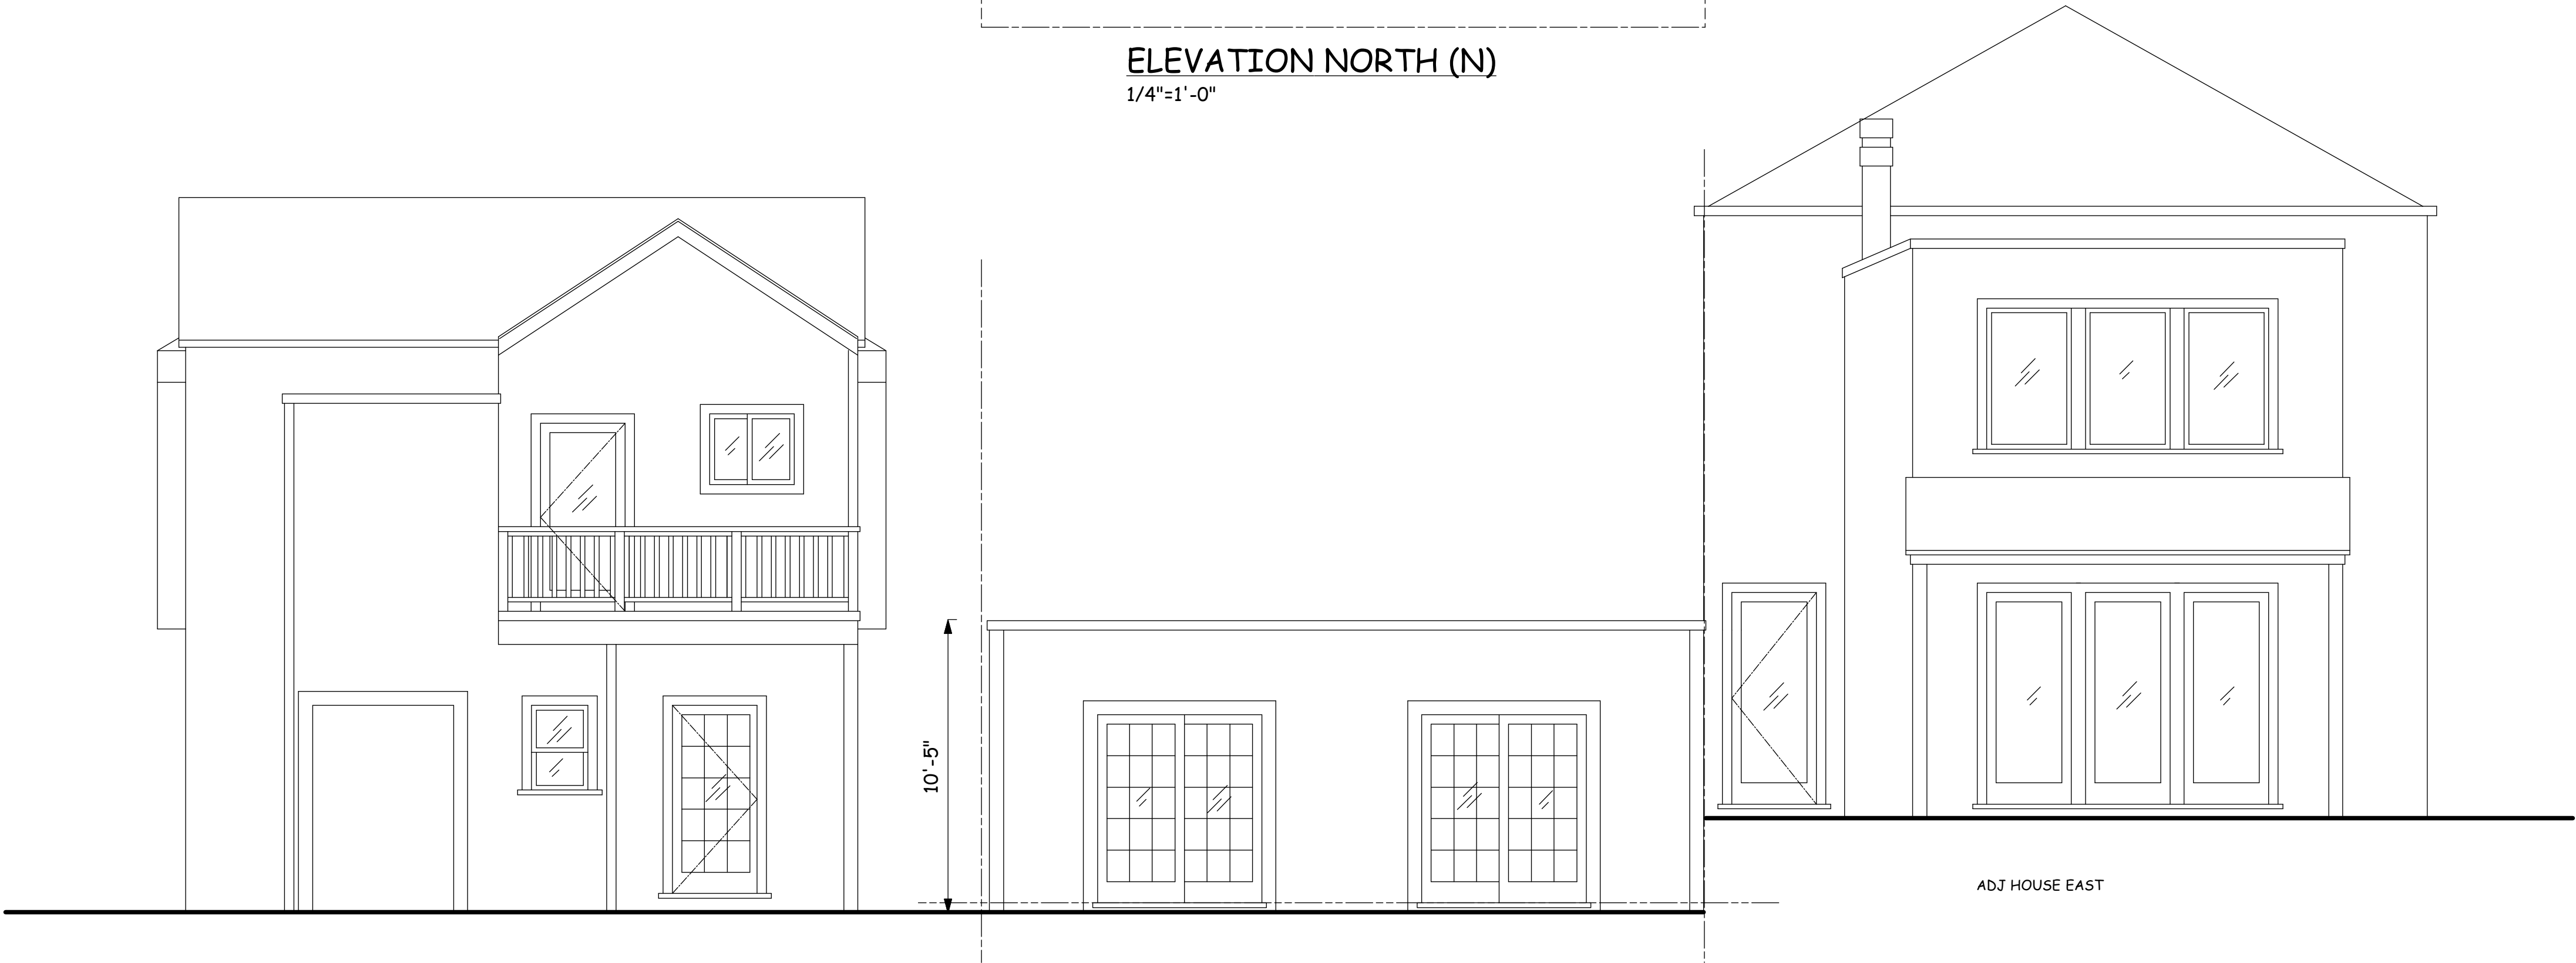 ELEVATION NORTH (N)
1/4"=1'-0"
10'-5"
ADJ HOUSE EAST